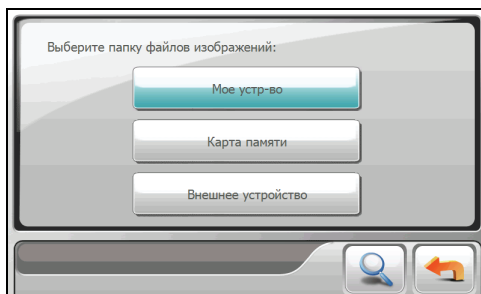 Выберите папку файлов изображений:
Мое устр-во
Карта памяти
Внешнее устройство